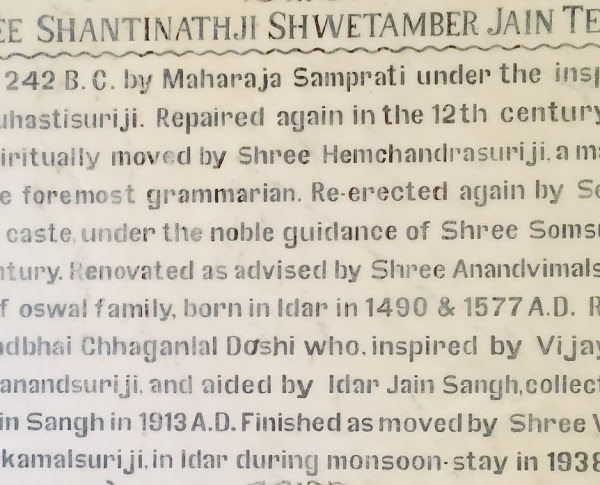 EE SHANTINATHJI SHWETAMBER JAIN TE
242 B.C. by Maharaja Samprati under the insp
uhastisuriji. Repaired again in the 12th century
iritually moved by Shree Hemchandrasuriji, a ma
e foremost grammarian. Re-erected again by Se
caste, under the noble guidance of Shree Somsu
ntury. Renovated as advised by Shree Anandvimals
f oswal family, born in Idar in 1490 & 1577 A.D. R
adbhai Chhaganlal Doshi who, inspired by Vijay
anandsuriji, and aided by Idar Jain Sangh, collect
in Sangh in 1913 A.D. Finished as moved by Shree V
kamalsuriji, in Idar during monsoon-stay in 1938